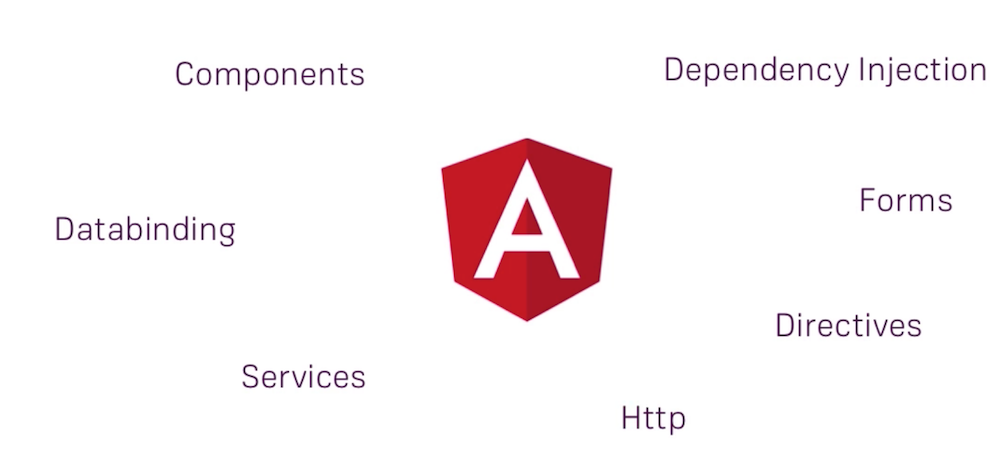 Components
Dependency Injection
A
Forms
Databinding
Directives
Services
Http